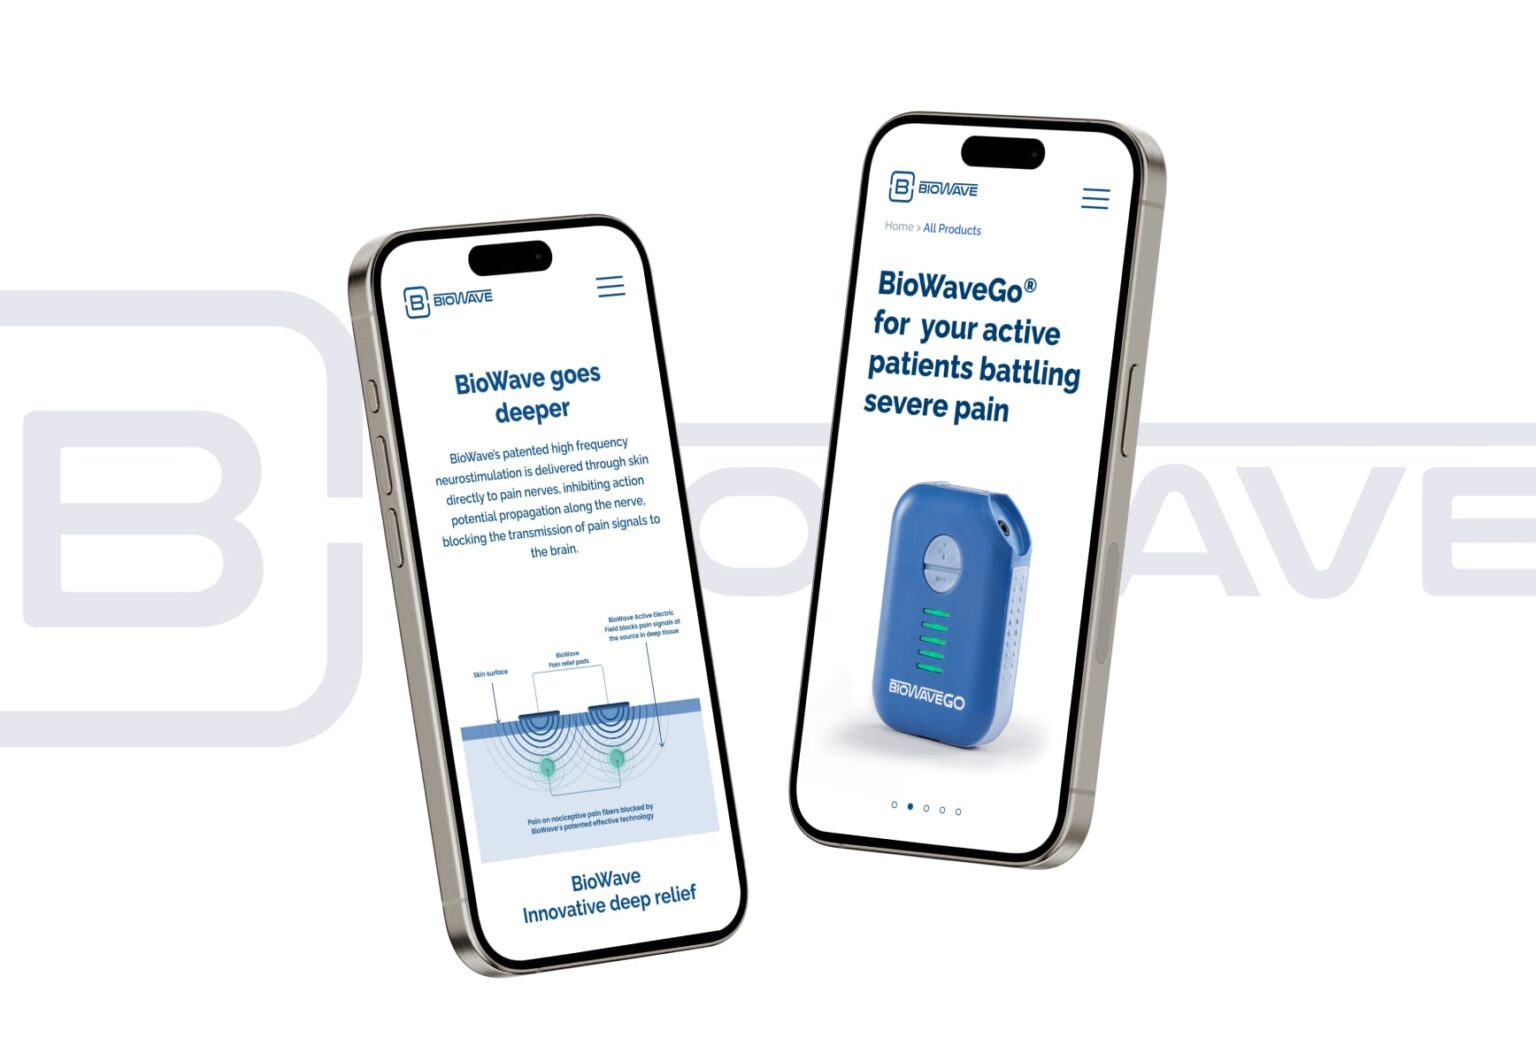 BIOWAVE
B BIOWAVE
BioWave goes
deeper
BioWave's patented high frequency
neurostimulation is delivered through skin
directly to pain nerves, inhibiting action
potential propagation along the nerve,
blocking the transmission of pain signals to
the brain.
BioWave Active Electric
Field blocks pain signals at
the source in deep tissue
BioWave
Pain relief pads
Skin surface
Pain on nociceptive pain fibers blocked by
BioWave's patented effective technology
BioWave
Innovative deep relief
B BIOWAVE
Home > All Products
BioWaveGo®
for your active
patients battling
severe pain
BIOWAVEGO